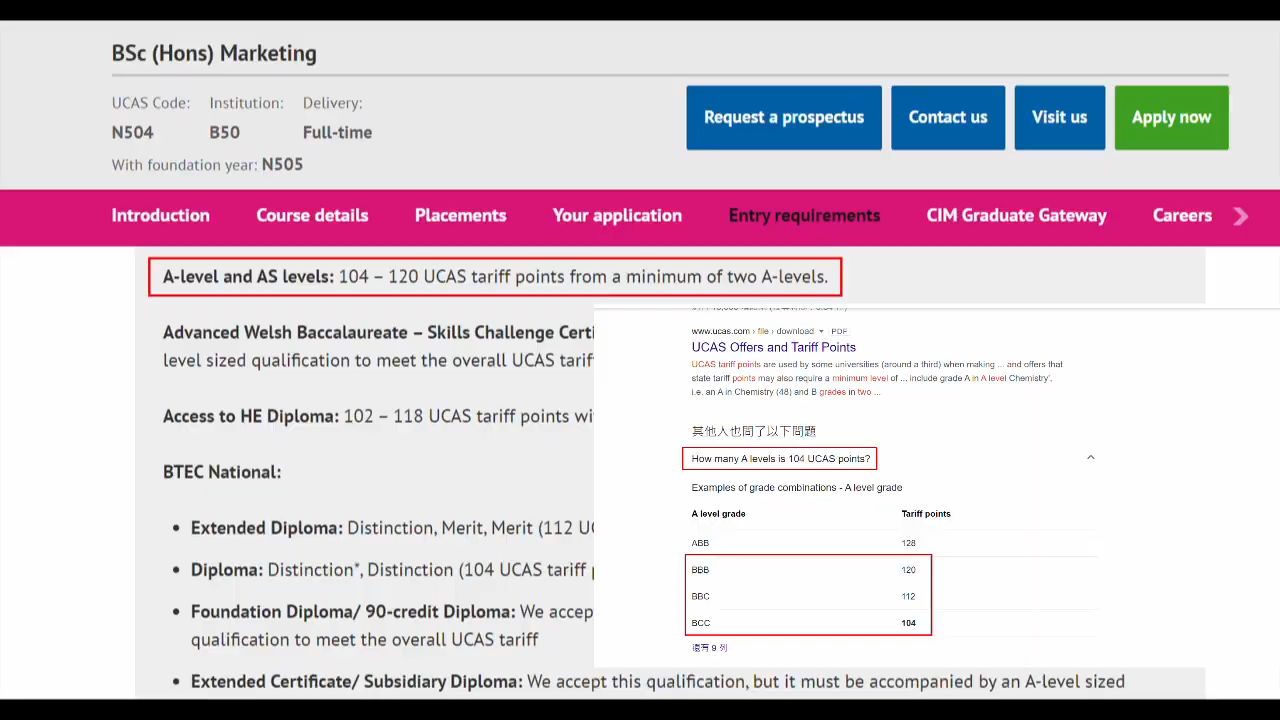 BSc (Hons) Marketing
UCAS Code: Institution: Delivery:
N504 B50 Full-time
With foundation year: N505
Request a prospectus Contact us Visit us Apply now
Introduction Course details Placements Your application Entry requirements CIM Graduate Gateway Careers
A-level and AS levels: 104 – 120 UCAS tariff points from a minimum of two A-levels.
Advanced Welsh Baccalaureate – Skills Challenge Certi
level sized qualification to meet the overall UCAS tarif
Access to HE Diploma: 102 – 118 UCAS tariff points wi
BTEC National:
• Extended Diploma: Distinction, Merit, Merit (112 U
• Diploma: Distinction*, Distinction (104 UCAS tariff
• Foundation Diploma/ 90-credit Diploma: We accep
qualification to meet the overall UCAS tariff
• Extended Certificate/ Subsidiary Diploma: We accept this qualification, but it must be accompanied by an A-level sized
www.ucas.com › file › download PDF
UCAS Offers and Tariff Points
UCAS tariff points are used by some universities (around a third) when making ... and offers that
state tariff points may also require a minimum level of ... include grade A in A level Chemistry',
i.e. an A in Chemistry (48) and B grades in two ...
其他人也問了以下問題
How many A levels is 104 UCAS points?
Examples of grade combinations - A level grade
A level grade Tariff points
ABB 128
BBB 120
BBC 112
BCC 104
還有 9 列